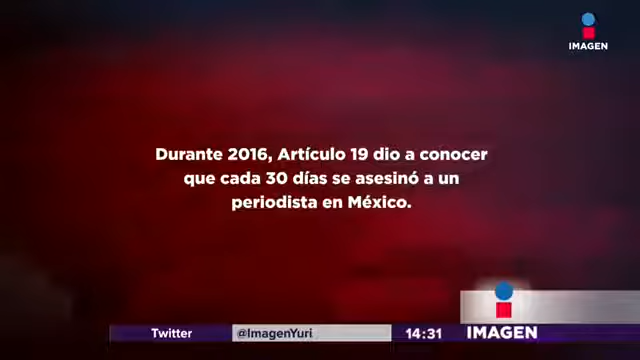 IMAGEN
Durante 2016, Artículo 19 dio a conocer
que cada 30 días se asesinó a un
periodista en México.
Twitter
@ImagenYuri
14:31
IMAGEN